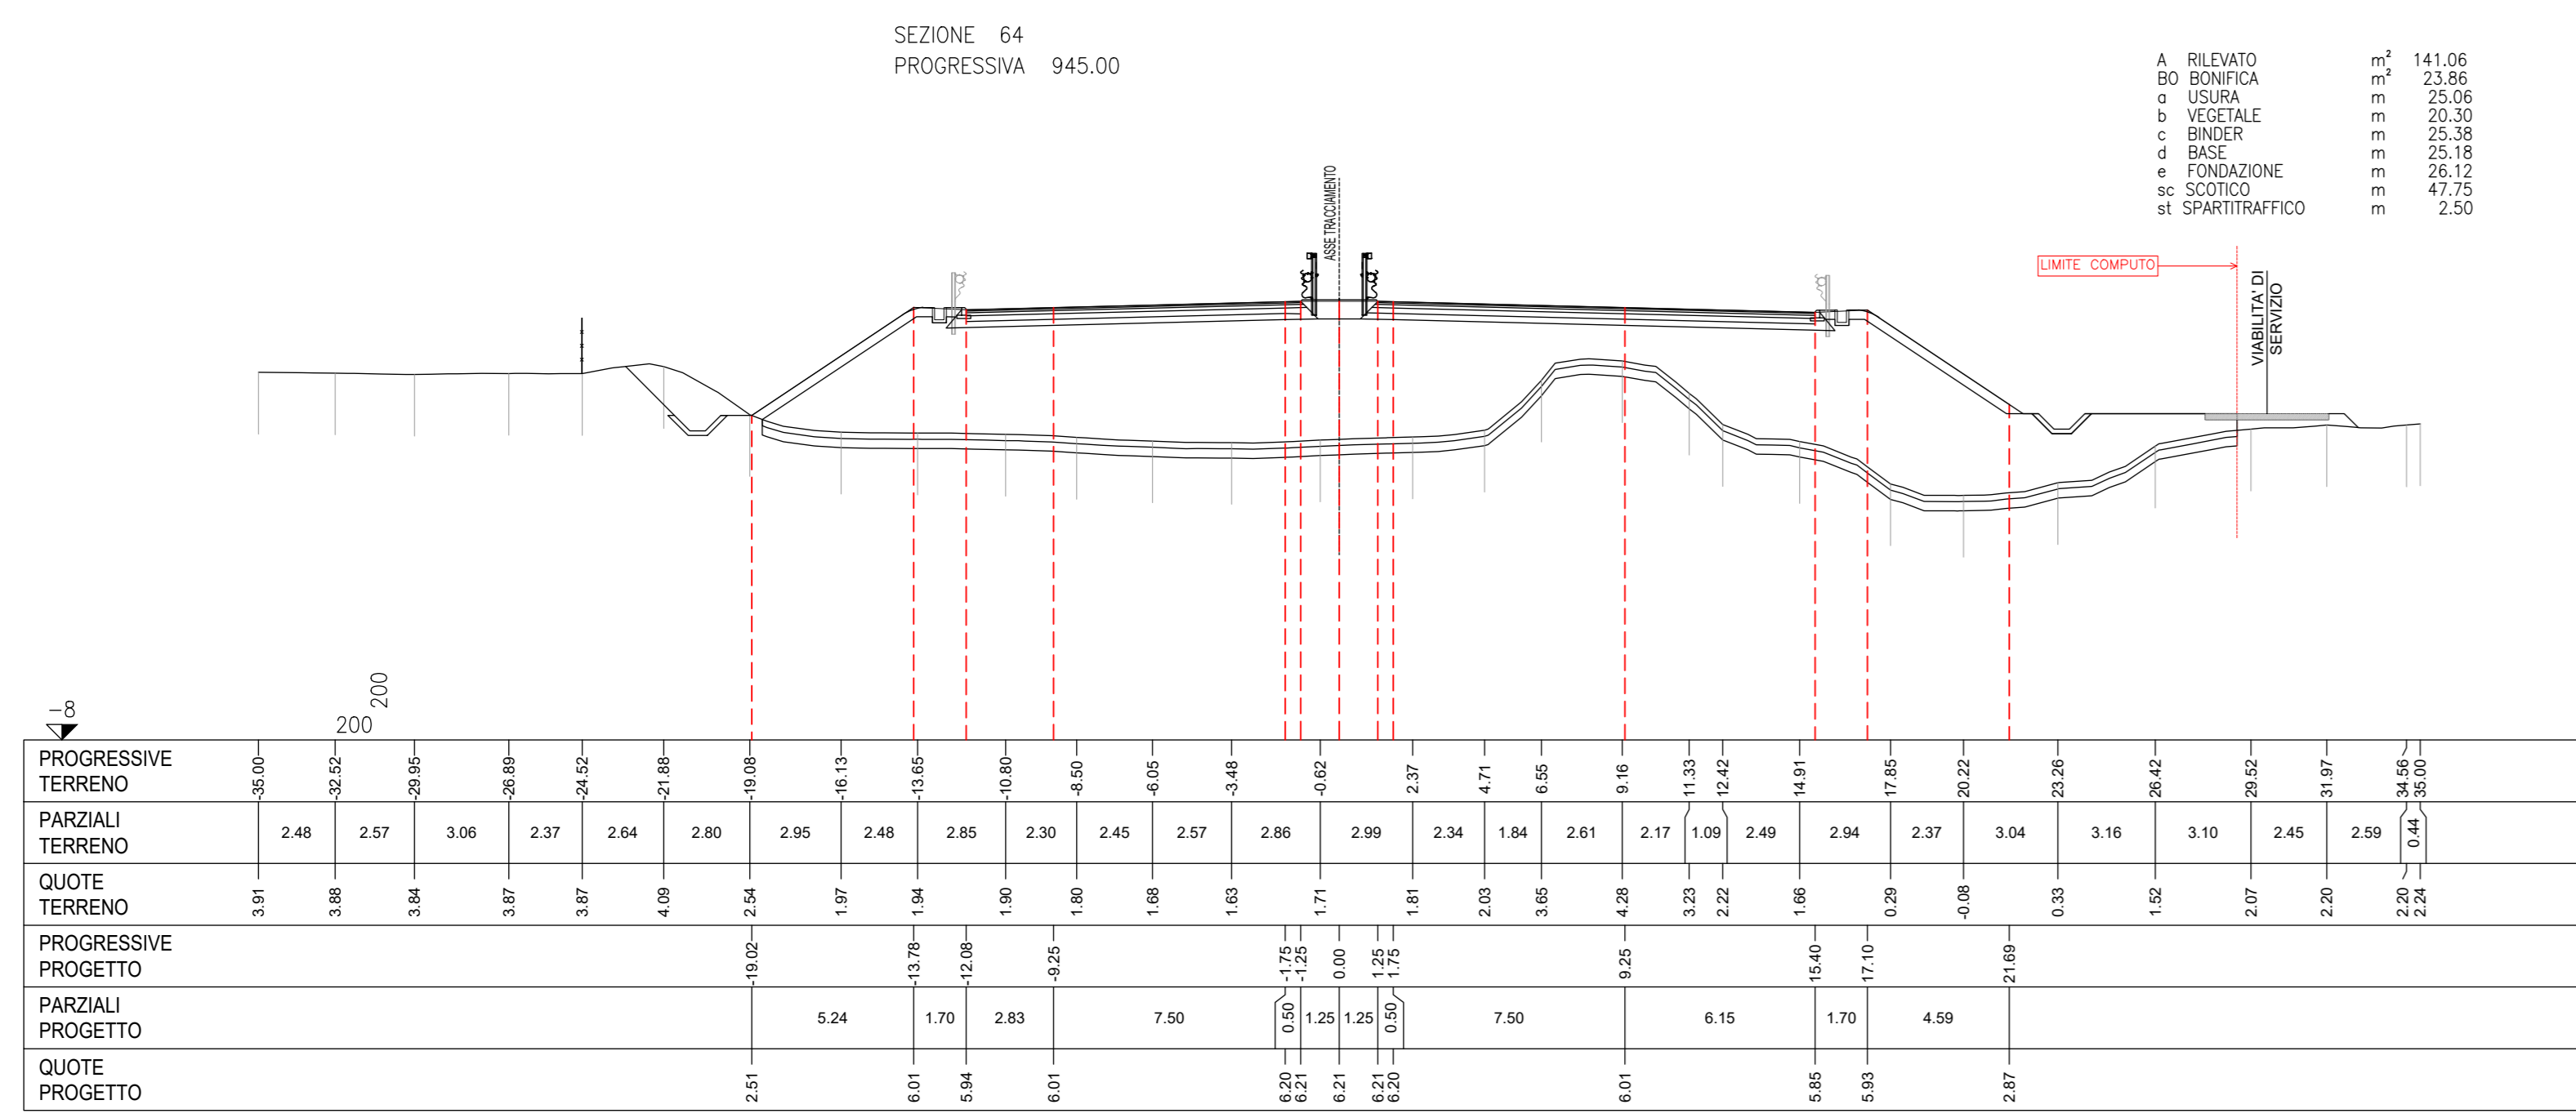 SEZIONE 64
PROGRESSIVA 945.00
A RILEVATO m² 141.06
BO BONIFICA m² 23.86
a USURA m 25.06
b VEGETALE m 20.30
c BINDER m 25.38
d BASE m 25.18
e FONDAZIONE m 26.12
sc SCOTICO m 47.75
st SPARTITRAFFICO m 2.50
ASSE TRACCIAMENTO
LIMITE COMPUTO
VIABILITA' DI
SERVIZIO
-8
200
200
PROGRESSIVE
TERRENO
-35.00 -32.52 -29.95 -26.89 -24.52 -21.88 -19.08 -16.13 -13.65 -10.80 -8.50 -6.05 -3.48 -0.62 2.37 4.71 6.55 9.16 11.33 12.42 14.91 17.85 20.22 23.26 26.42 29.52 31.97 34.56 35.00
PARZIALI
TERRENO
2.48 2.57 3.06 2.37 2.64 2.80 2.95 2.48 2.85 2.30 2.45 2.57 2.86 2.99 2.34 1.84 2.61 2.17 1.09 2.49 2.94 2.37 3.04 3.16 3.10 2.45 2.59 0.44
QUOTE
TERRENO
3.91 3.88 3.84 3.87 3.87 4.09 2.54 1.97 1.94 1.90 1.80 1.68 1.63 1.71 1.81 2.03 3.65 4.28 3.23 2.22 1.66 0.29 -0.08 0.33 1.52 2.07 2.20 2.20 2.24
PROGRESSIVE
PROGETTO
-19.02 -13.78 -12.08 -9.25 -1.75 -1.25 0.00 1.25 1.75 9.25 15.40 17.10 21.69
PARZIALI
PROGETTO
5.24 1.70 2.83 7.50 0.50 1.25 1.25 0.50 7.50 6.15 1.70 4.59
QUOTE
PROGETTO
2.51 6.01 5.94 6.01 6.20 6.21 6.21 6.21 6.20 6.01 5.85 5.93 2.87